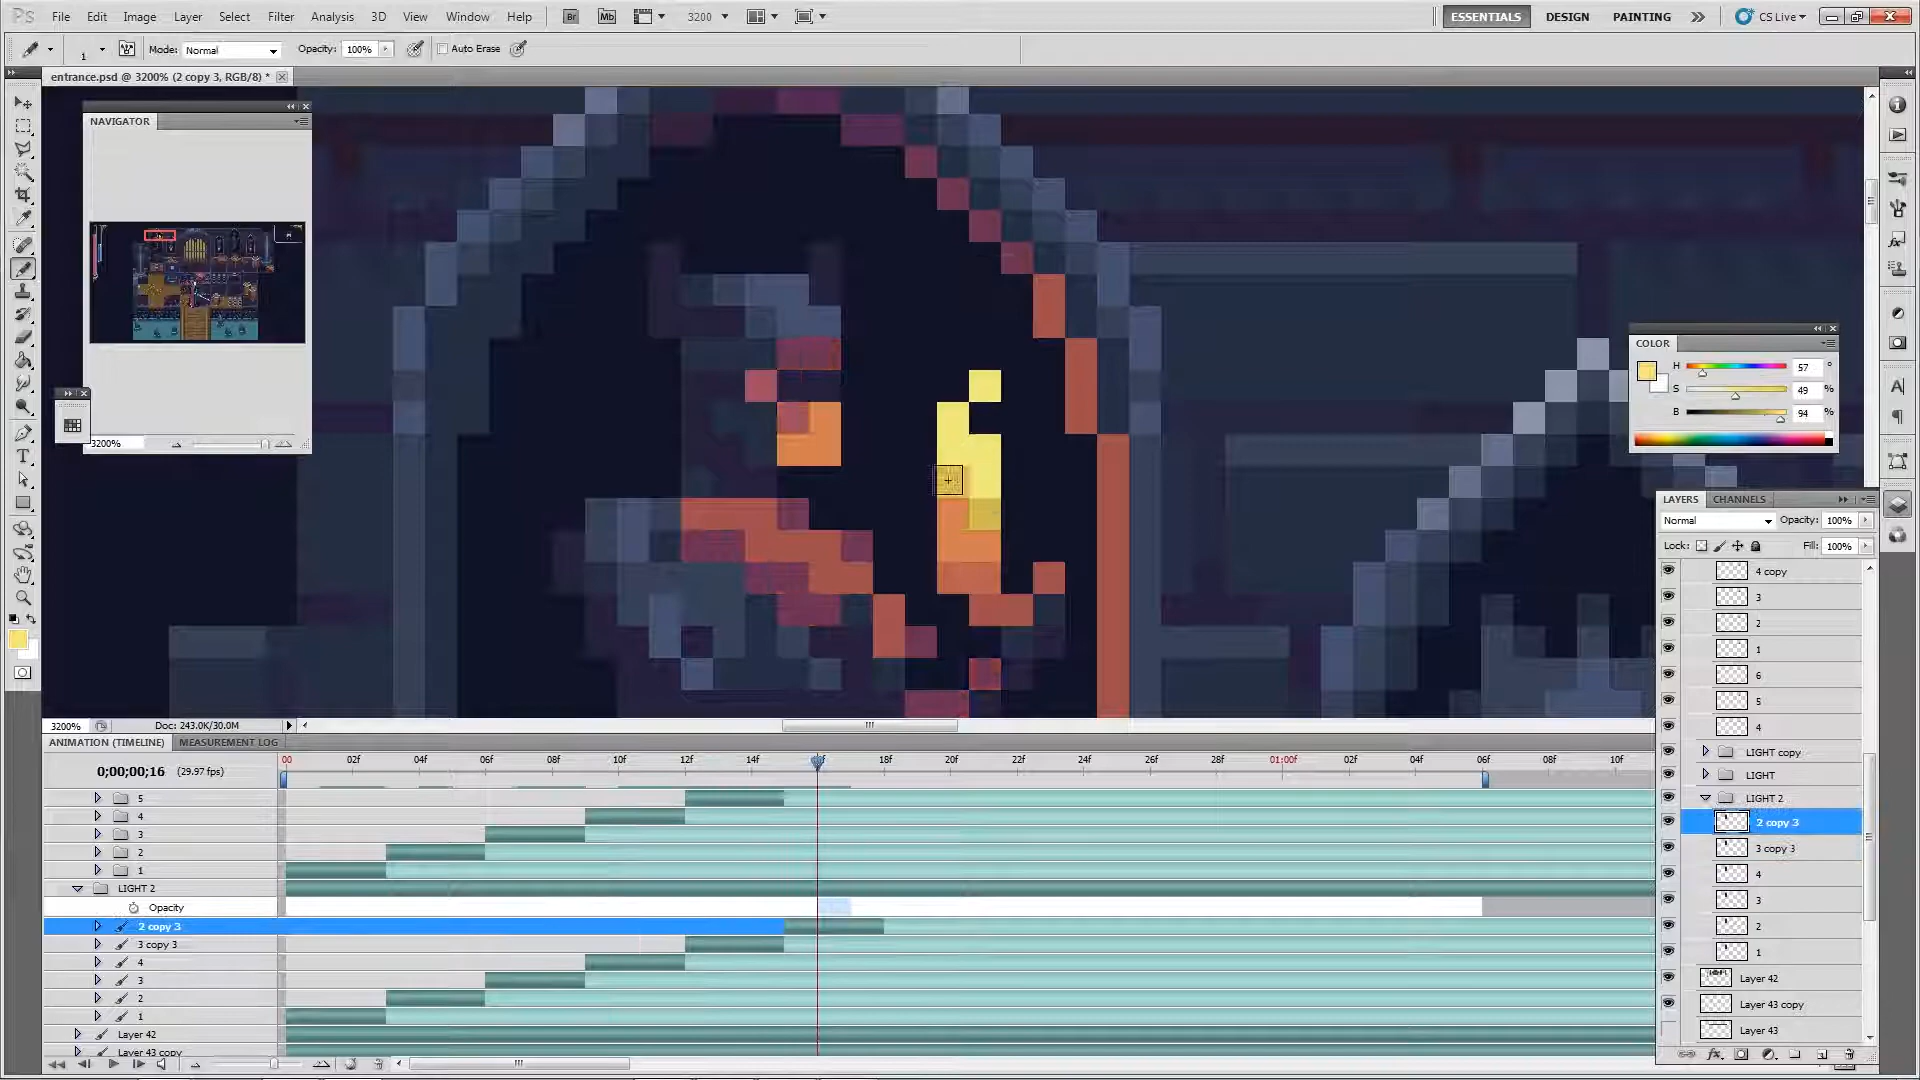 Ps File Edit Image Layer Select Filter Analysis 3D View Window Help Br Mb 3200 ESSENTIALS DESIGN PAINTING CS Live
1 Mode: Normal Opacity: 100% Auto Erase
entrance.psd @ 3200% (2 copy 3, RGB/8) *
NAVIGATOR
3200%
COLOR
H 57 °
S 49 %
B 94 %
LAYERS CHANNELS
Normal Opacity: 100%
Lock: Fill: 100%
4 copy
3
2
1
6
5
4
LIGHT copy
LIGHT
LIGHT 2
2 copy 3
3 copy 3
4
3
2
1
Layer 42
Layer 43 copy
Layer 43
3200% Doc: 243.0K/30.0M
ANIMATION (TIMELINE) MEASUREMENT LOG
0;00;00;16 (29.97 fps) 00 02f 04f 06f 08f 10f 12f 14f 18f 20f 22f 24f 26f 28f 01:00f 02f 04f 06f 08f 10f
5
4
3
2
1
LIGHT 2
Opacity
2 copy 3
3 copy 3
4
3
2
1
Layer 42
Layer 43 copy